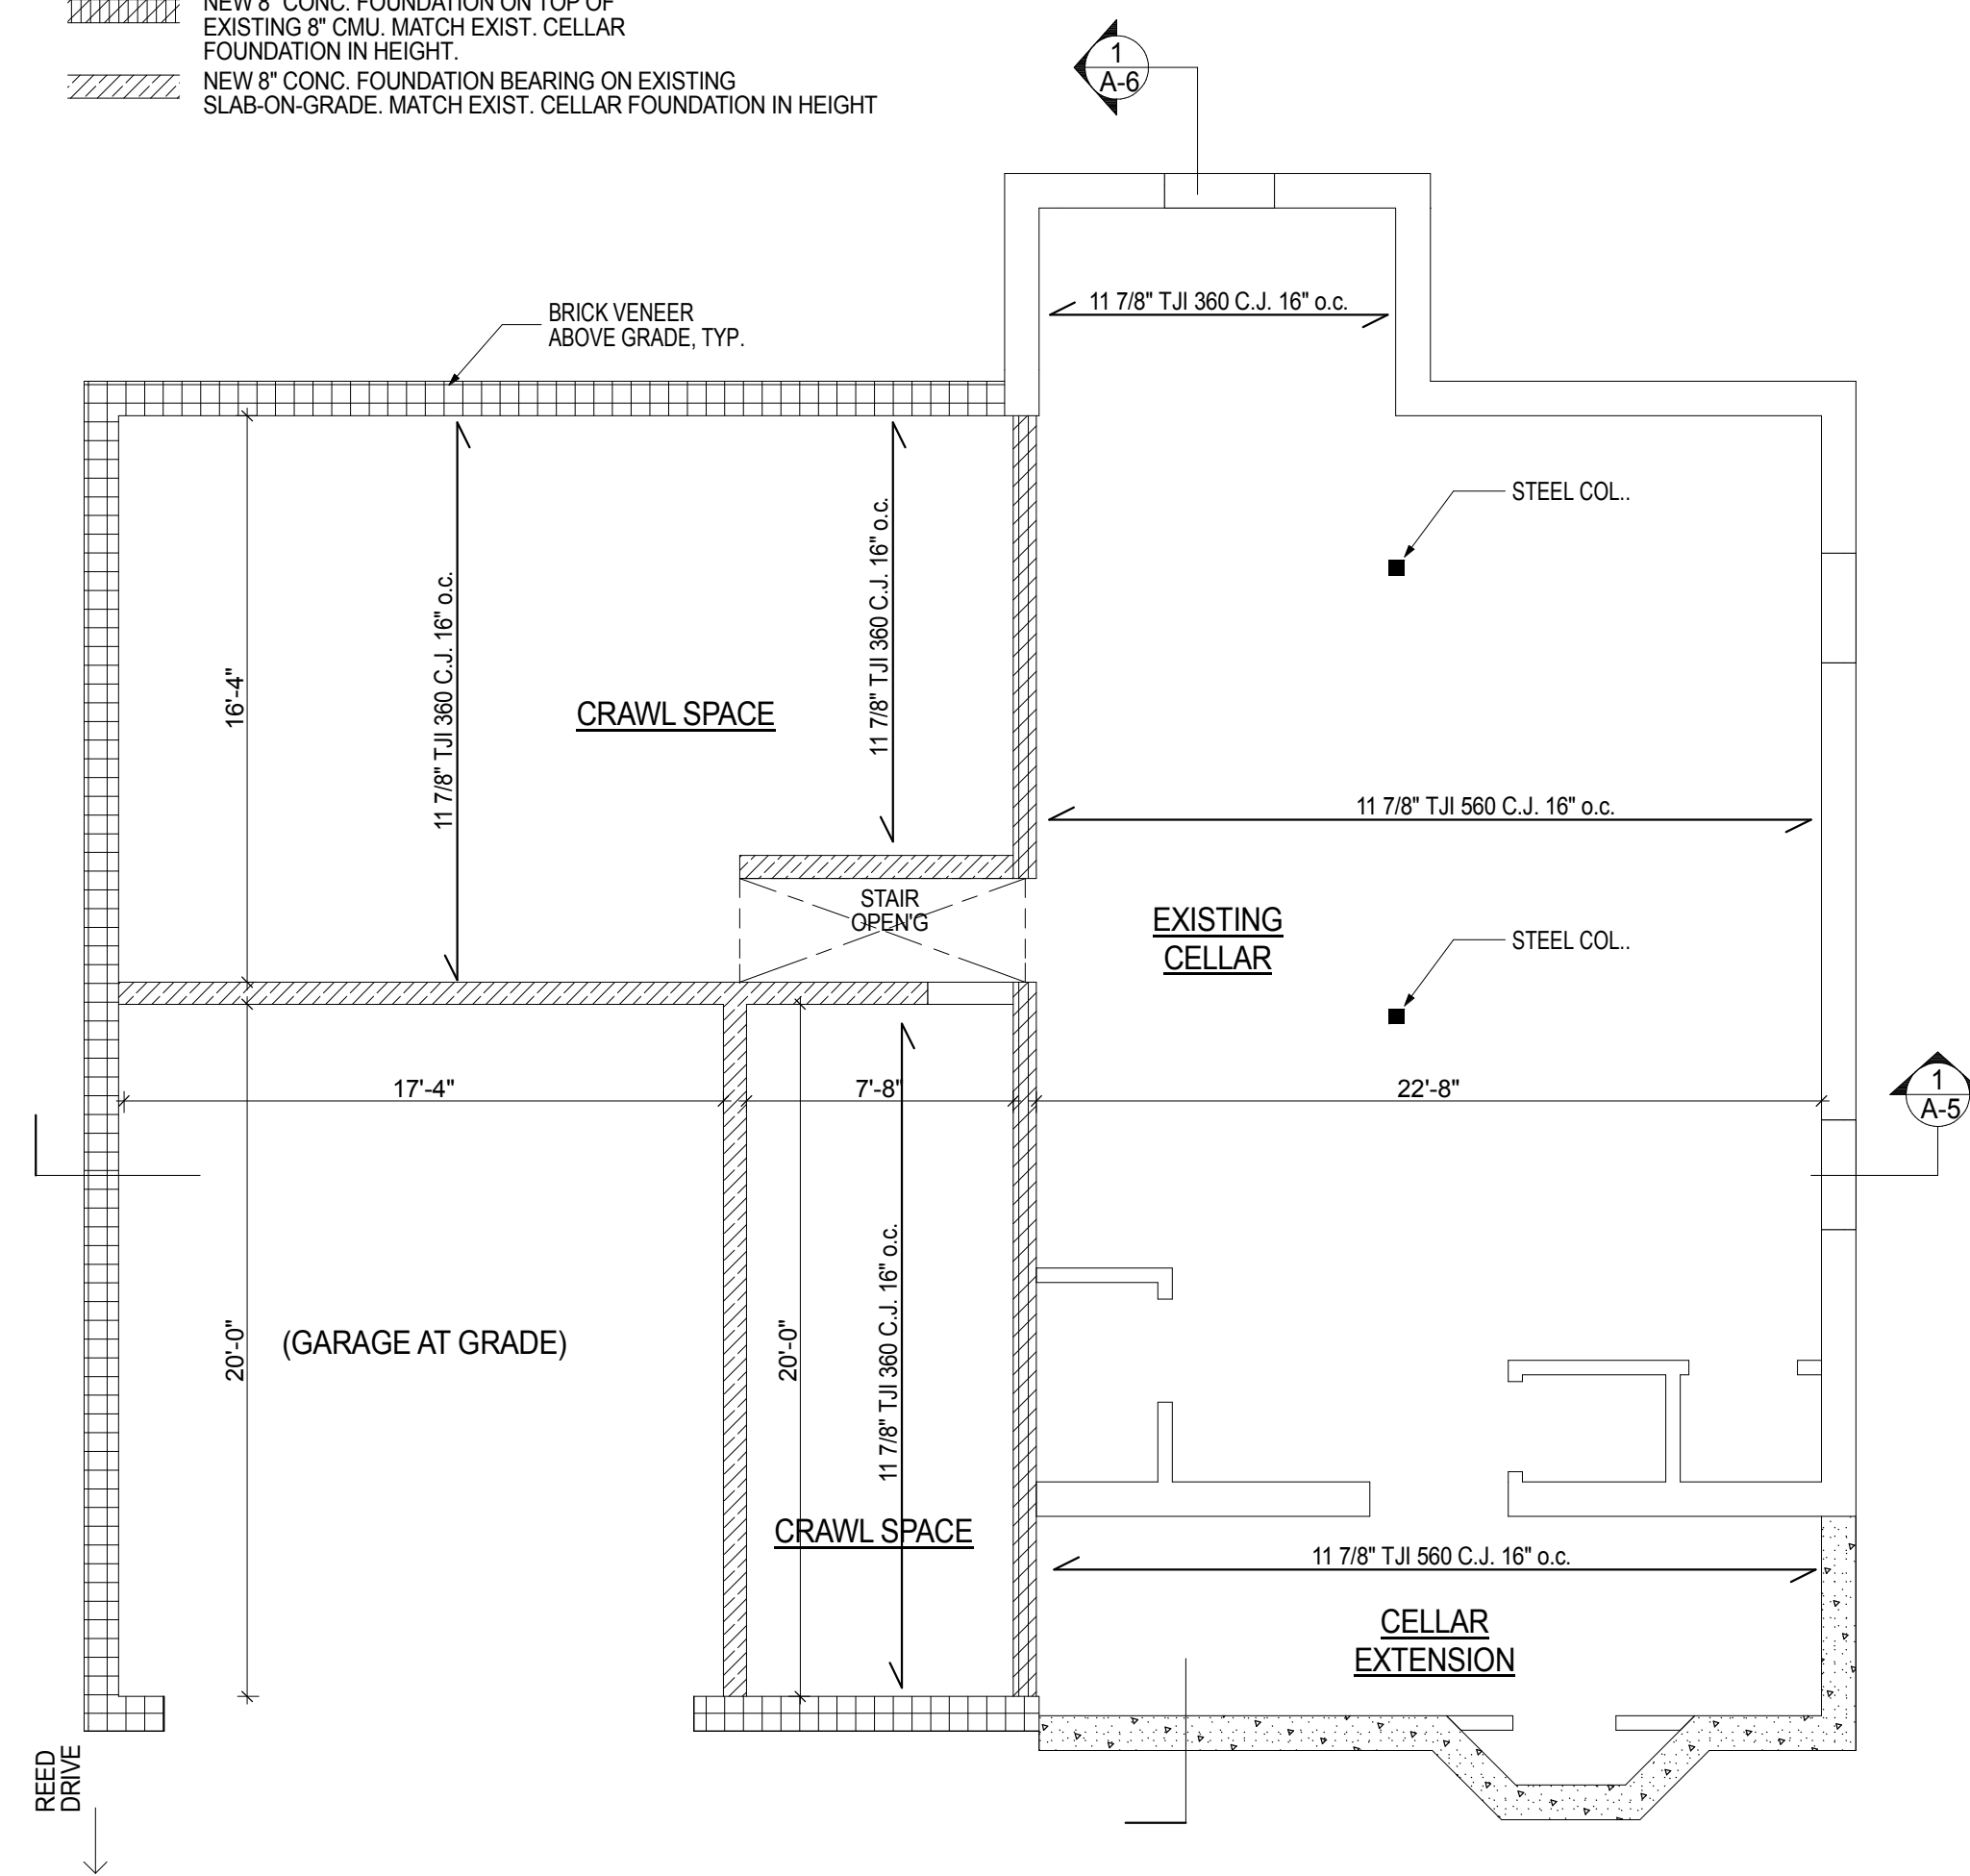 NEW 8" CONC. FOUNDATION ON TOP OF
EXISTING 8" CMU. MATCH EXIST. CELLAR
FOUNDATION IN HEIGHT.
NEW 8" CONC. FOUNDATION BEARING ON EXISTING
SLAB-ON-GRADE. MATCH EXIST. CELLAR FOUNDATION IN HEIGHT
1
A-6
BRICK VENEER
ABOVE GRADE, TYP.
11 7/8" TJI 360 C.J. 16" o.c.
STEEL COL..
16'-4"
11 7/8" TJI 360 C.J. 16" o.c.
CRAWL SPACE
11 7/8" TJI 360 C.J. 16" o.c.
11 7/8" TJI 560 C.J. 16" o.c.
STAIR
OPEN'G
EXISTING
CELLAR
STEEL COL..
17'-4"
7'-8"
22'-8"
1
A-5
20'-0"
(GARAGE AT GRADE)
20'-0"
11 7/8" TJI 360 C.J. 16" o.c.
CRAWL SPACE
11 7/8" TJI 560 C.J. 16" o.c.
CELLAR
EXTENSION
REED
DRIVE